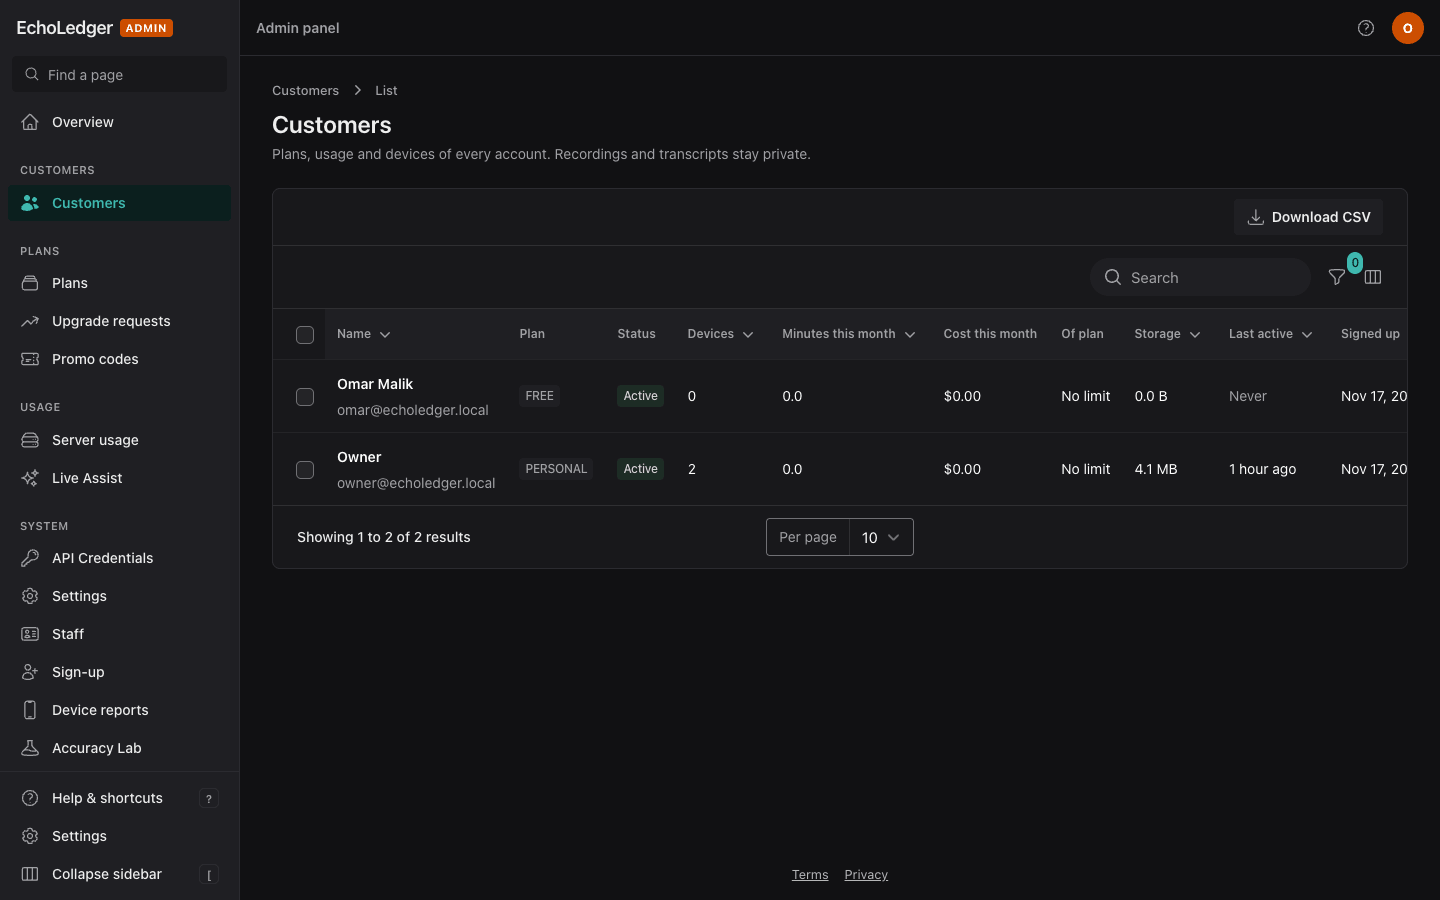 EchoLedger ADMIN
Admin panel
O
Find a page
Overview
CUSTOMERS
Customers
PLANS
Plans
Upgrade requests
Promo codes
USAGE
Server usage
Live Assist
SYSTEM
API Credentials
Settings
Staff
Sign-up
Device reports
Accuracy Lab
Help & shortcuts ?
Settings
Collapse sidebar [
Customers > List
Customers
Plans, usage and devices of every account. Recordings and transcripts stay private.
Download CSV
Search 0
Name Plan Status Devices Minutes this month Cost this month Of plan Storage Last active Signed up
Omar Malik
omar@echoledger.local
FREE Active 0 0.0 $0.00 No limit 0.0 B Never Nov 17, 20
Owner
owner@echoledger.local
PERSONAL Active 2 0.0 $0.00 No limit 4.1 MB 1 hour ago Nov 17, 20
Showing 1 to 2 of 2 results
Per page 10
Terms Privacy